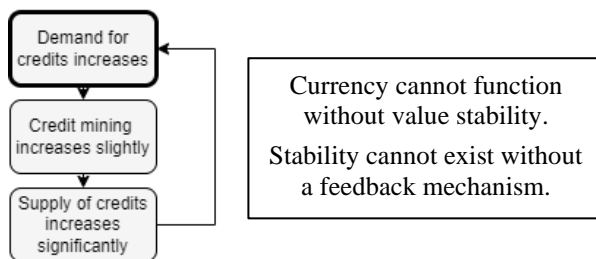 Demand for
credits increases
Credit mining
increases slightly
Supply of credits
increases
significantly
Currency cannot function
without value stability.
Stability cannot exist without
a feedback mechanism.